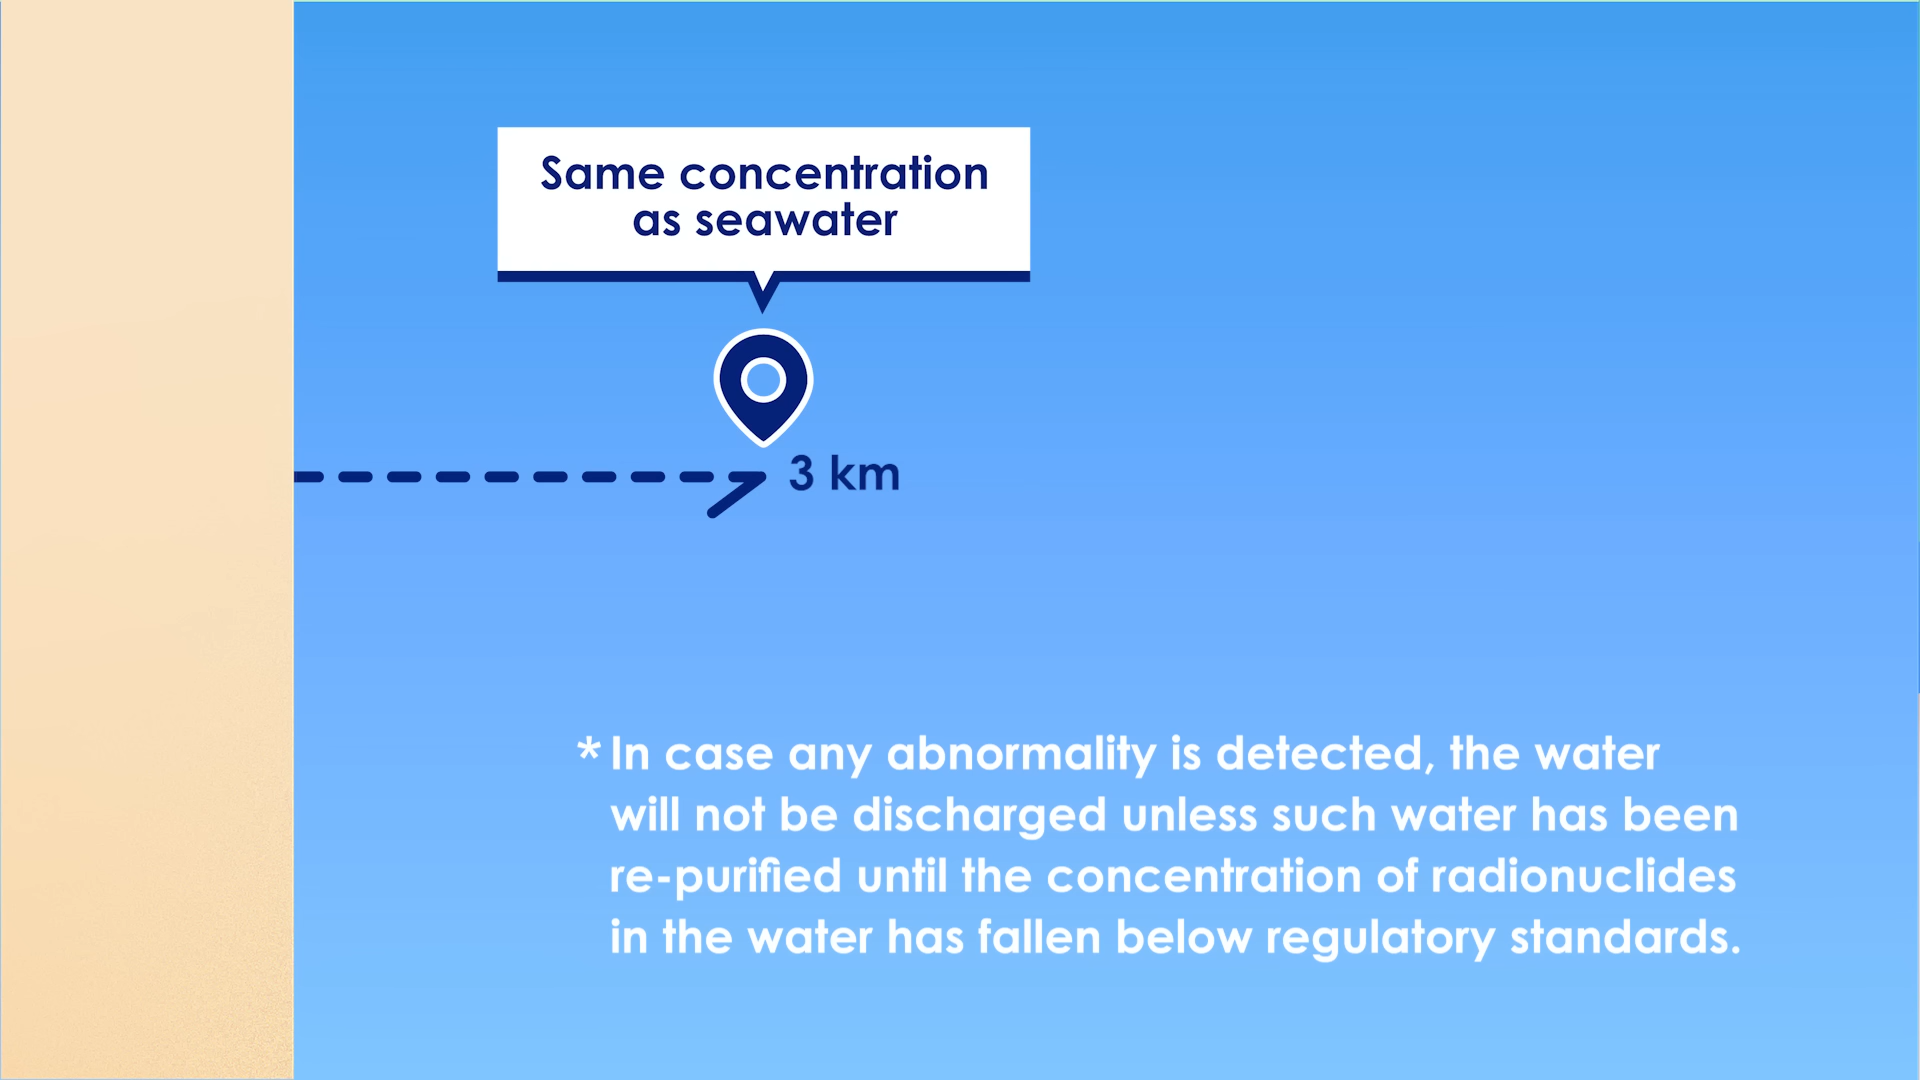 Same concentration
as seawater
3 km
* In case any abnormality is detected, the water
will not be discharged unless such water has been
re-purified until the concentration of radionuclides
in the water has fallen below regulatory standards.